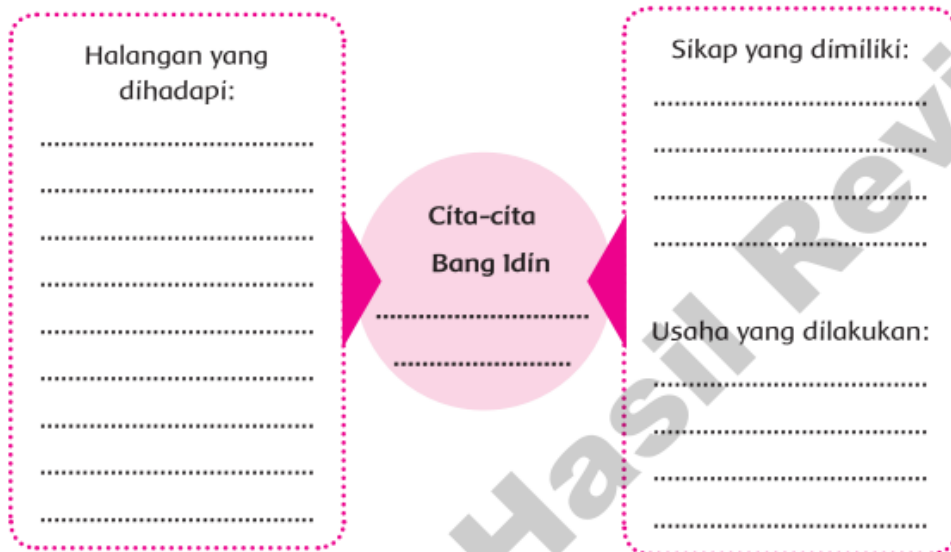 Halangan yang
dihadapi:
........................................
........................................
........................................
........................................
........................................
........................................
........................................
........................................
........................................
Cita-cita
Bang Idin
...............................
..........................
Sikap yang dimiliki:
........................................
........................................
........................................
........................................
Usaha yang dilakukan:
........................................
........................................
........................................
........................................
Hasil Revi